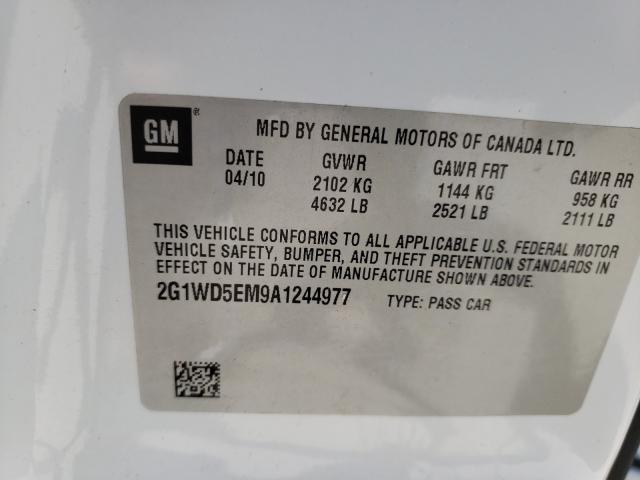 GM®
MFD BY GENERAL MOTORS OF CANADA LTD.
DATE GVWR GAWR FRT GAWR RR
04/10 2102 KG 1144 KG 958 KG
4632 LB 2521 LB 2111 LB
THIS VEHICLE CONFORMS TO ALL APPLICABLE U.S. FEDERAL MOTOR
VEHICLE SAFETY, BUMPER, AND THEFT PREVENTION STANDARDS IN
EFFECT ON THE DATE OF MANUFACTURE SHOWN ABOVE.
2G1WD5EM9A1244977 TYPE: PASS CAR